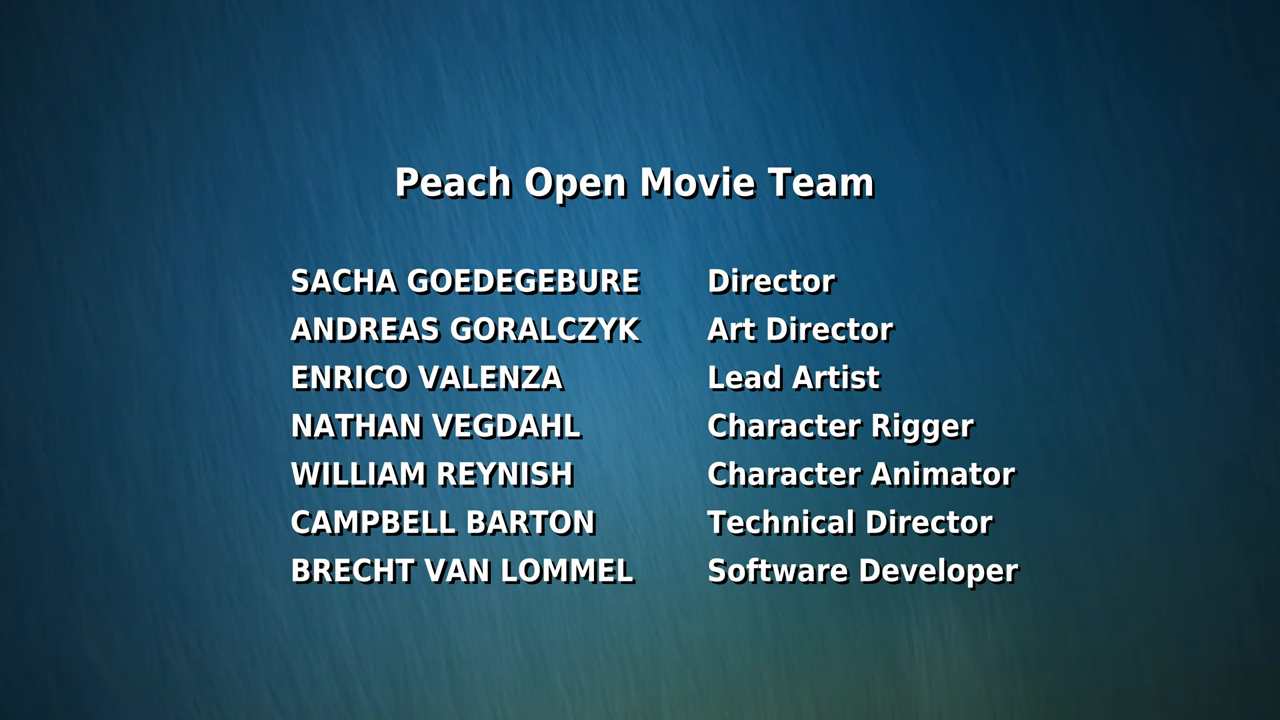 Peach Open Movie Team
SACHA GOEDEGEBURE Director
ANDREAS GORALCZYK Art Director
ENRICO VALENZA Lead Artist
NATHAN VEGDAHL Character Rigger
WILLIAM REYNISH Character Animator
CAMPBELL BARTON Technical Director
BRECHT VAN LOMMEL Software Developer